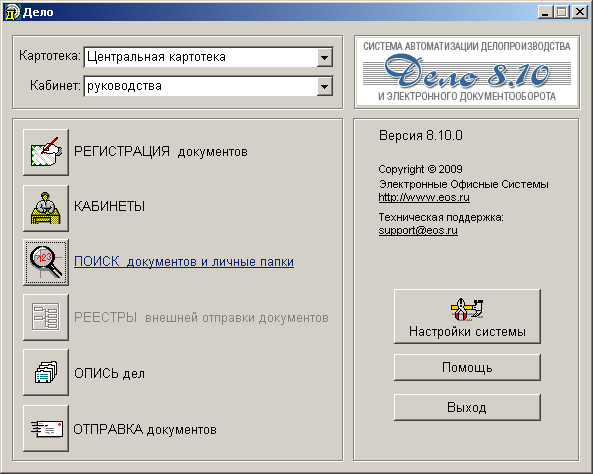 Дело
Картотека: Центральная картотека
Кабинет: руководства
СИСТЕМА АВТОМАТИЗАЦИИ ДЕЛОПРОИЗВОДСТВА
Дело 8.10
И ЭЛЕКТРОННОГО ДОКУМЕНТООБОРОТА
РЕГИСТРАЦИЯ документов
КАБИНЕТЫ
123
ПОИСК документов и личные папки
РЕЕСТРЫ внешней отправки документов
ОПИСЬ дел
ОТПРАВКА документов
Версия 8.10.0
Copyright © 2009
Электронные Офисные Системы
http://www.eos.ru
Техническая поддержка:
support@eos.ru
Настройки системы
Помощь
Выход